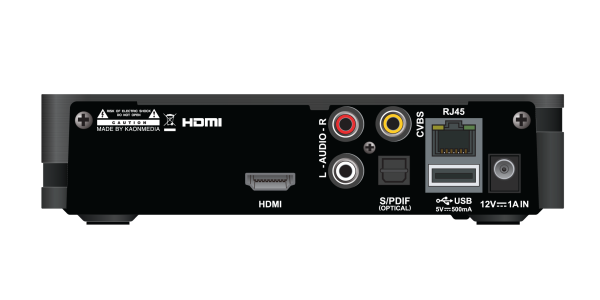 RISK OF ELECTRIC SHOCK
DO NOT OPEN
CAUTION
MADE BY KAONMEDIA
HDMI
HDMI
L - AUDIO - R
CVBS
RJ45
S/PDIF
(OPTICAL)
USB
5V 500mA
12V 1A IN